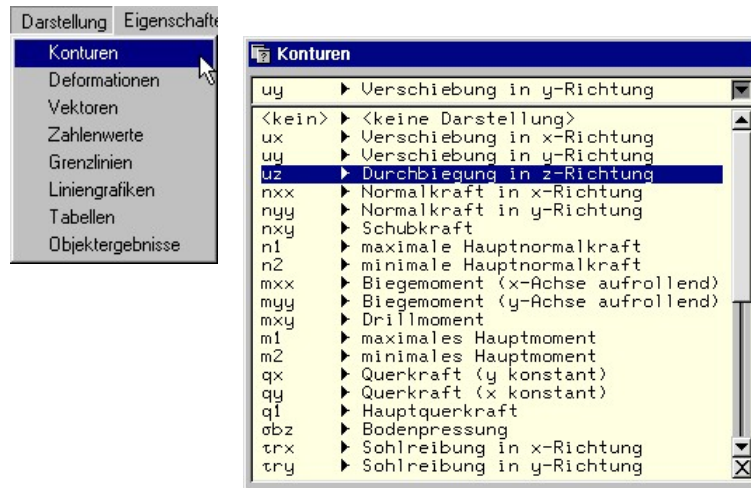 Darstellung Eigenschafte
Konturen
Deformationen
Vektoren
Zahlenwerte
Grenzlinien
Liniengrafiken
Tabellen
Objektergebnisse
Konturen
uy ▶ Verschiebung in y-Richtung
<kein> ▶ <keine Darstellung>
ux ▶ Verschiebung in x-Richtung
uy ▶ Verschiebung in y-Richtung
uz ▶ Durchbiegung in z-Richtung
nxx ▶ Normalkraft in x-Richtung
nyy ▶ Normalkraft in y-Richtung
nxy ▶ Schubkraft
n1 ▶ maximale Hauptnormalkraft
n2 ▶ minimale Hauptnormalkraft
mxx ▶ Biegemoment (x-Achse aufrollend)
myy ▶ Biegemoment (y-Achse aufrollend)
mxy ▶ Drillmoment
m1 ▶ maximales Hauptmoment
m2 ▶ minimales Hauptmoment
qx ▶ Querkraft (y konstant)
qy ▶ Querkraft (x konstant)
q1 ▶ Hauptquerkraft
σbz ▶ Bodenpressung
τrx ▶ Sohlreibung in x-Richtung
τry ▶ Sohlreibung in y-Richtung